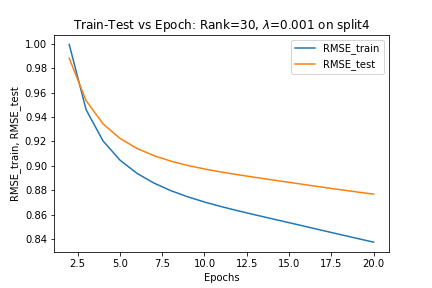 Train-Test vs Epoch: Rank=30, λ=0.001 on split4
RMSE_train
RMSE_test
RMSE_train, RMSE_test
1.00
0.98
0.96
0.94
0.92
0.90
0.88
0.86
0.84
2.5 5.0 7.5 10.0 12.5 15.0 17.5 20.0
Epochs